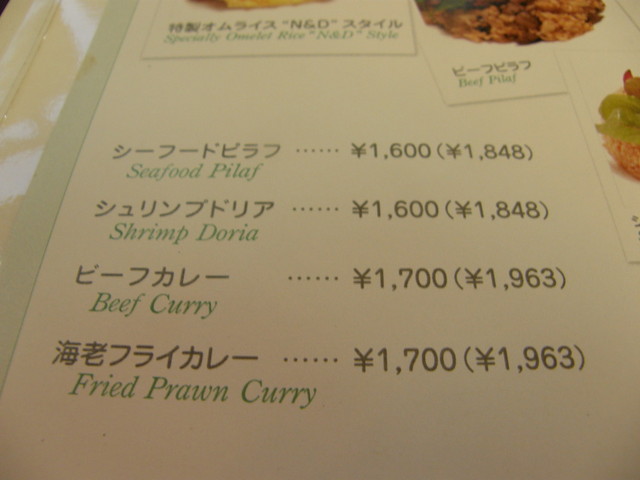 特製オムライス "N&D" スタイル
Specially Omelet Rice "N&D" Style
ビーフピラフ
Beef Pilaf
シーフードピラフ …… ¥1,600(¥1,848)
Seafood Pilaf
シュリンプドリア …… ¥1,600(¥1,848)
Shrimp Doria
ビーフカレー …… ¥1,700(¥1,963)
Beef Curry
海老フライカレー …… ¥1,700(¥1,963)
Fried Prawn Curry